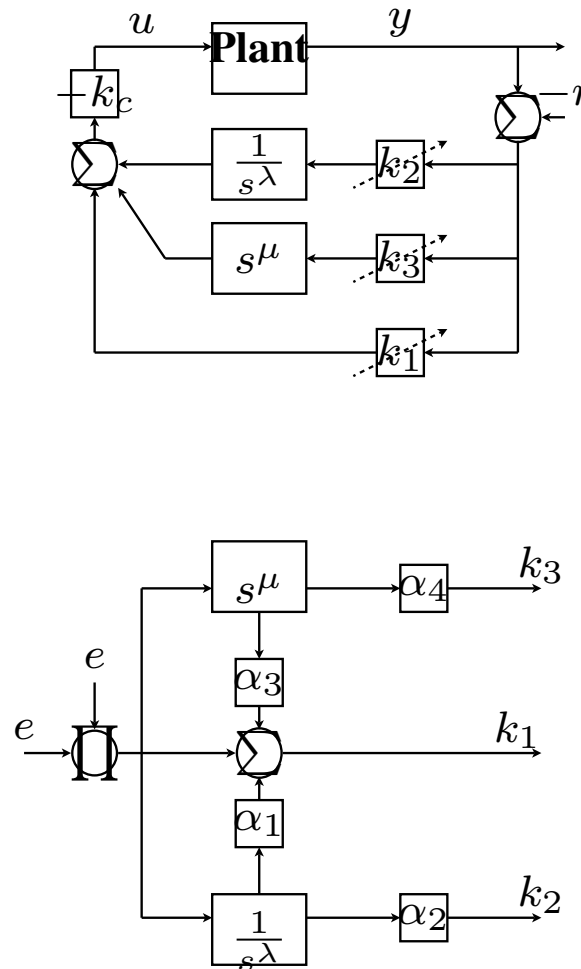 u
Plant
y
−k_c
−r
Σ
Σ
1/s^λ
k_2
s^μ
k_3
k_1
s^μ
α_4
k_3
e
α_3
e
∏
Σ
k_1
α_1
1/s^λ
α_2
k_2